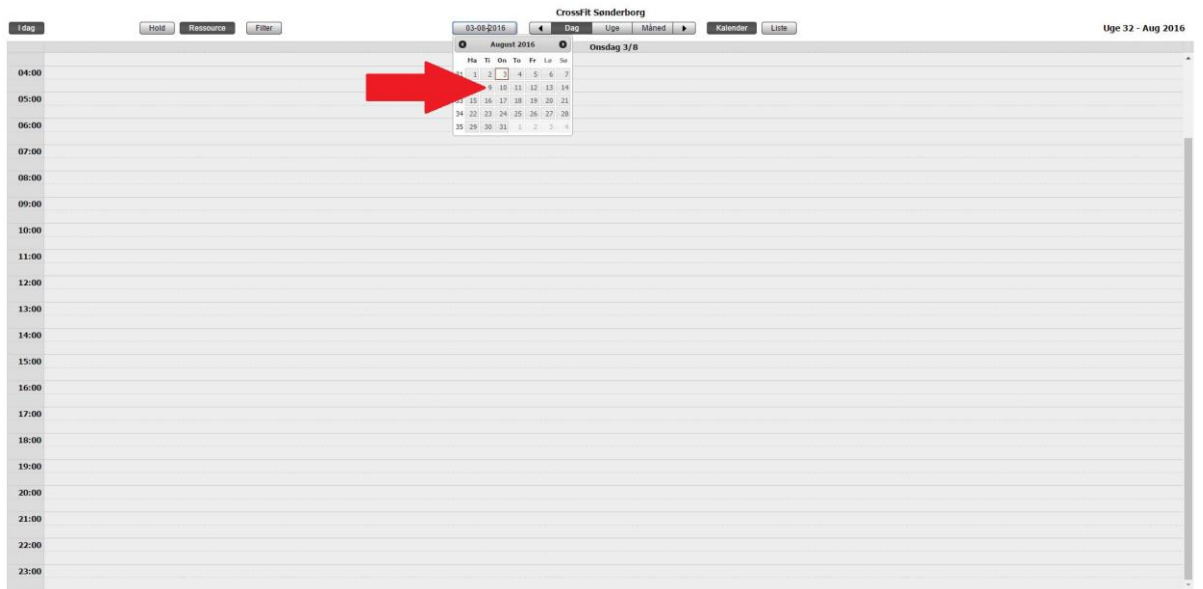 CrossFit Sønderborg
I dag Hold Ressource Filter 03-08-2016 Dag Uge Måned Kalender Liste Uge 32 - Aug 2016
August 2016 Onsdag 3/8
Ma Ti On To Fr Lø Sø
31 1 2 3 4 5 6 7
04:00
9 10 11 12 13 14
05:00
15 16 17 18 19 20 21
34 22 23 24 25 26 27 28
06:00
35 29 30 31 1 2 3 4
07:00
08:00
09:00
10:00
11:00
12:00
13:00
14:00
15:00
16:00
17:00
18:00
19:00
20:00
21:00
22:00
23:00